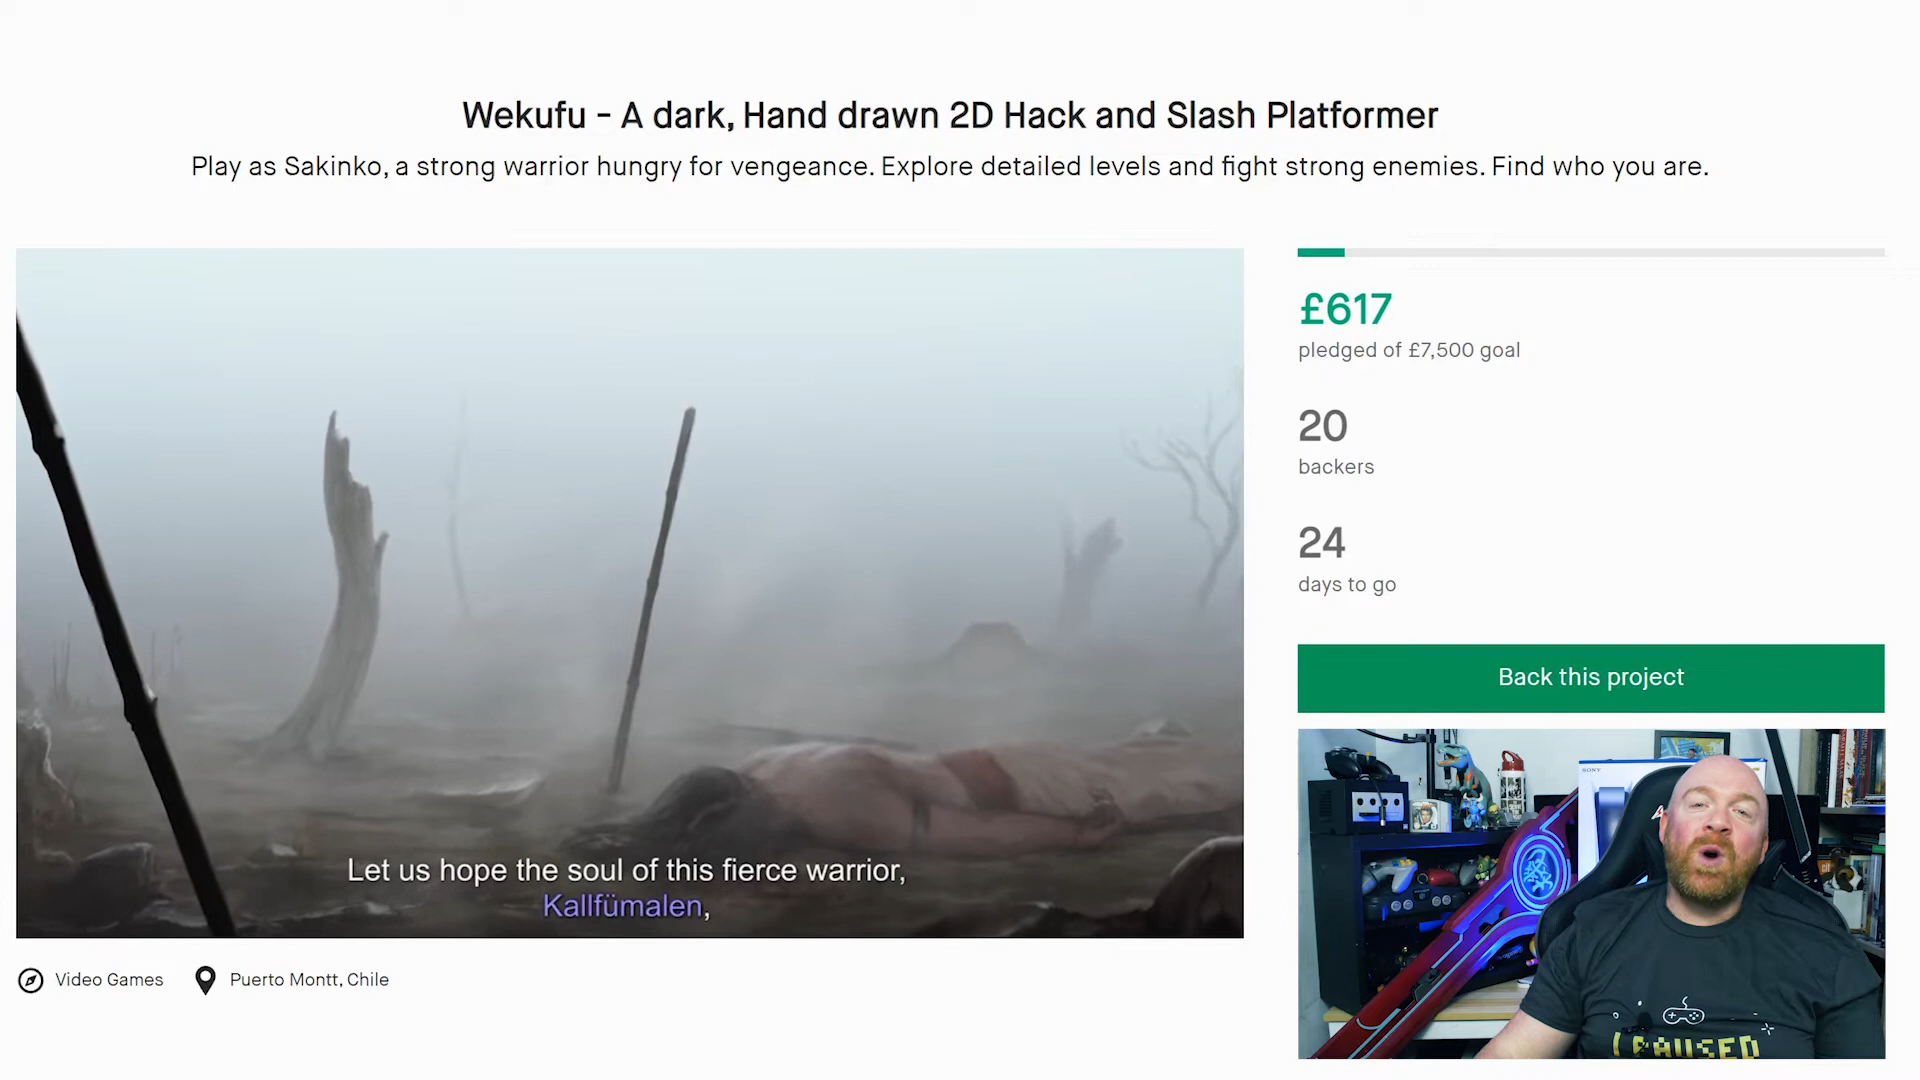 Wekufu - A dark, Hand drawn 2D Hack and Slash Platformer
Play as Sakinko, a strong warrior hungry for vengeance. Explore detailed levels and fight strong enemies. Find who you are.
£617
pledged of £7,500 goal
20
backers
24
days to go
Back this project
Let us hope the soul of this fierce warrior,
Kallfümalen,
Video Games
Puerto Montt, Chile
SONY
I PAUSED